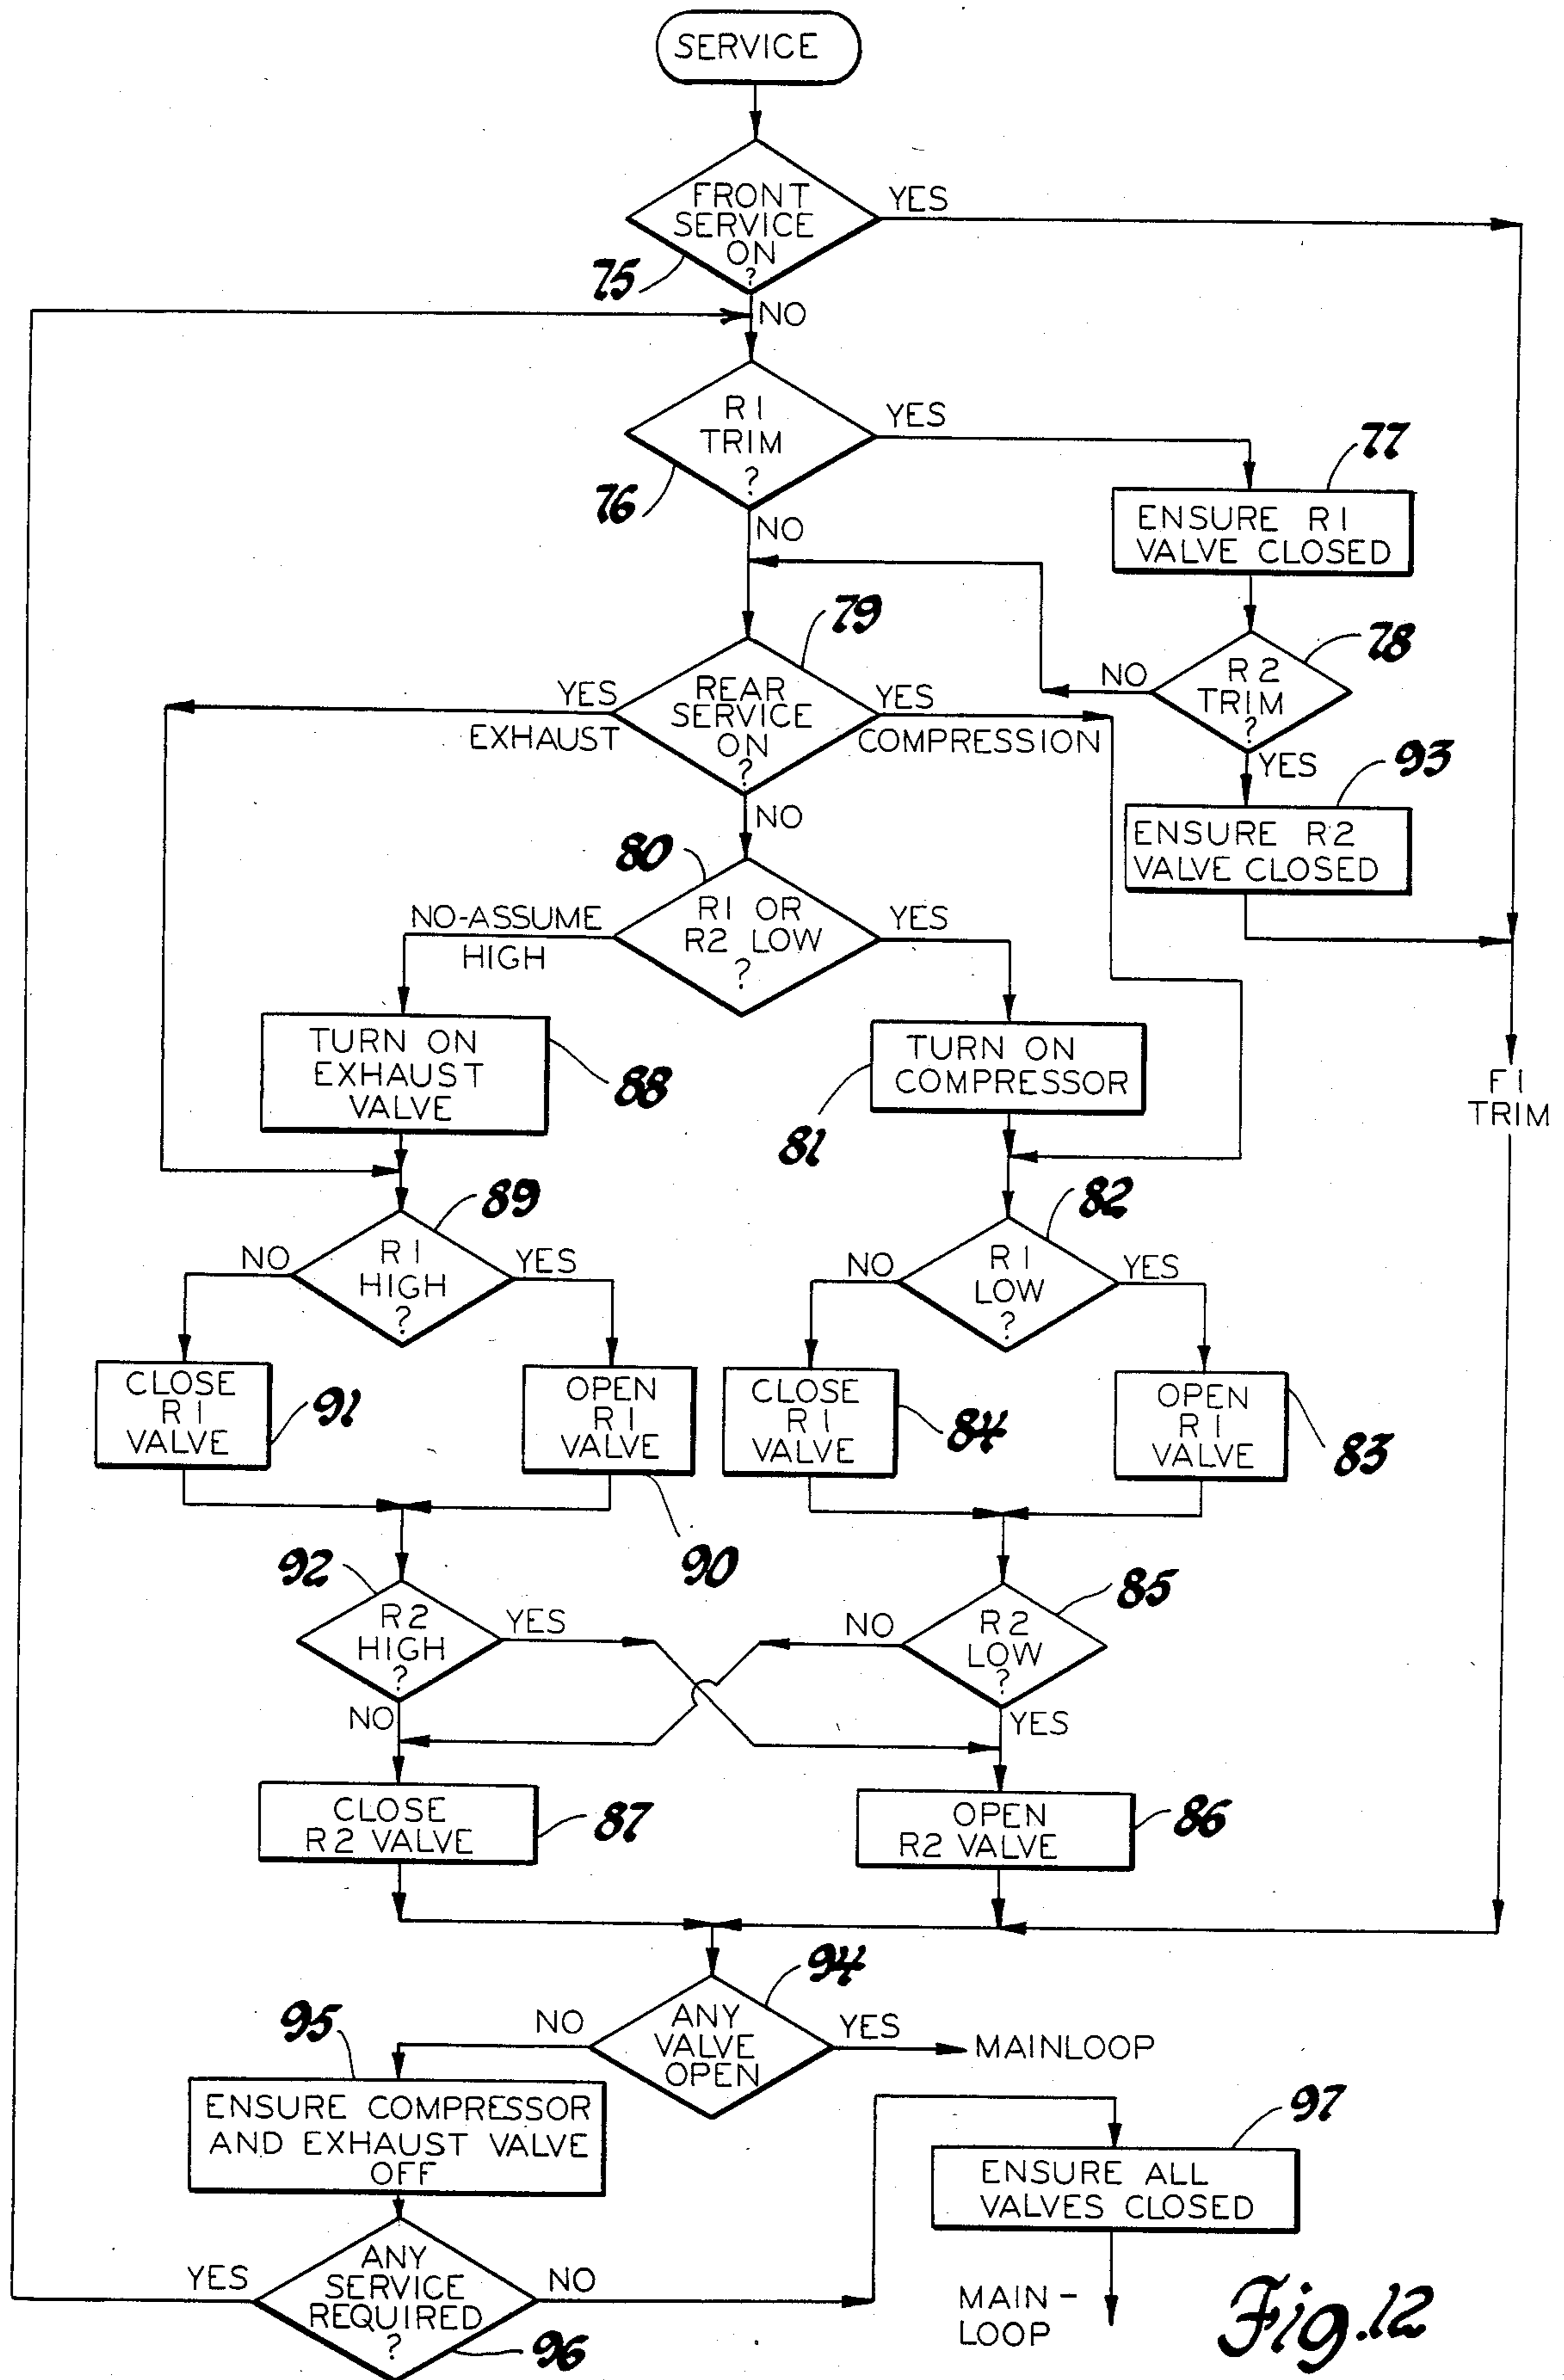 SERVICE
FRONT
SERVICE
ON
?
YES
75
NO
R1
TRIM
?
YES
76
NO
77
ENSURE R1
VALVE CLOSED
79
78
R2
TRIM
?
NO
YES
REAR
SERVICE
ON
?
YES
EXHAUST
YES
COMPRESSION
NO
93
ENSURE R2
VALVE CLOSED
80
R1 OR
R2 LOW
?
NO-ASSUME
HIGH
YES
TURN ON
EXHAUST
VALVE
88
TURN ON
COMPRESSOR
81
F1
TRIM
89
R1
HIGH
?
NO
YES
82
R1
LOW
?
NO
YES
CLOSE
R1
VALVE
91
OPEN
R1
VALVE
90
CLOSE
R1
VALVE
84
OPEN
R1
VALVE
83
92
R2
HIGH
?
YES
NO
85
R2
LOW
?
NO
YES
CLOSE
R2 VALVE
87
OPEN
R2 VALVE
86
94
ANY
VALVE
OPEN
NO
YES
MAINLOOP
95
ENSURE COMPRESSOR
AND EXHAUST VALVE
OFF
97
ENSURE ALL
VALVES CLOSED
ANY
SERVICE
REQUIRED
?
YES
NO
96
MAIN-
LOOP
Fig.12